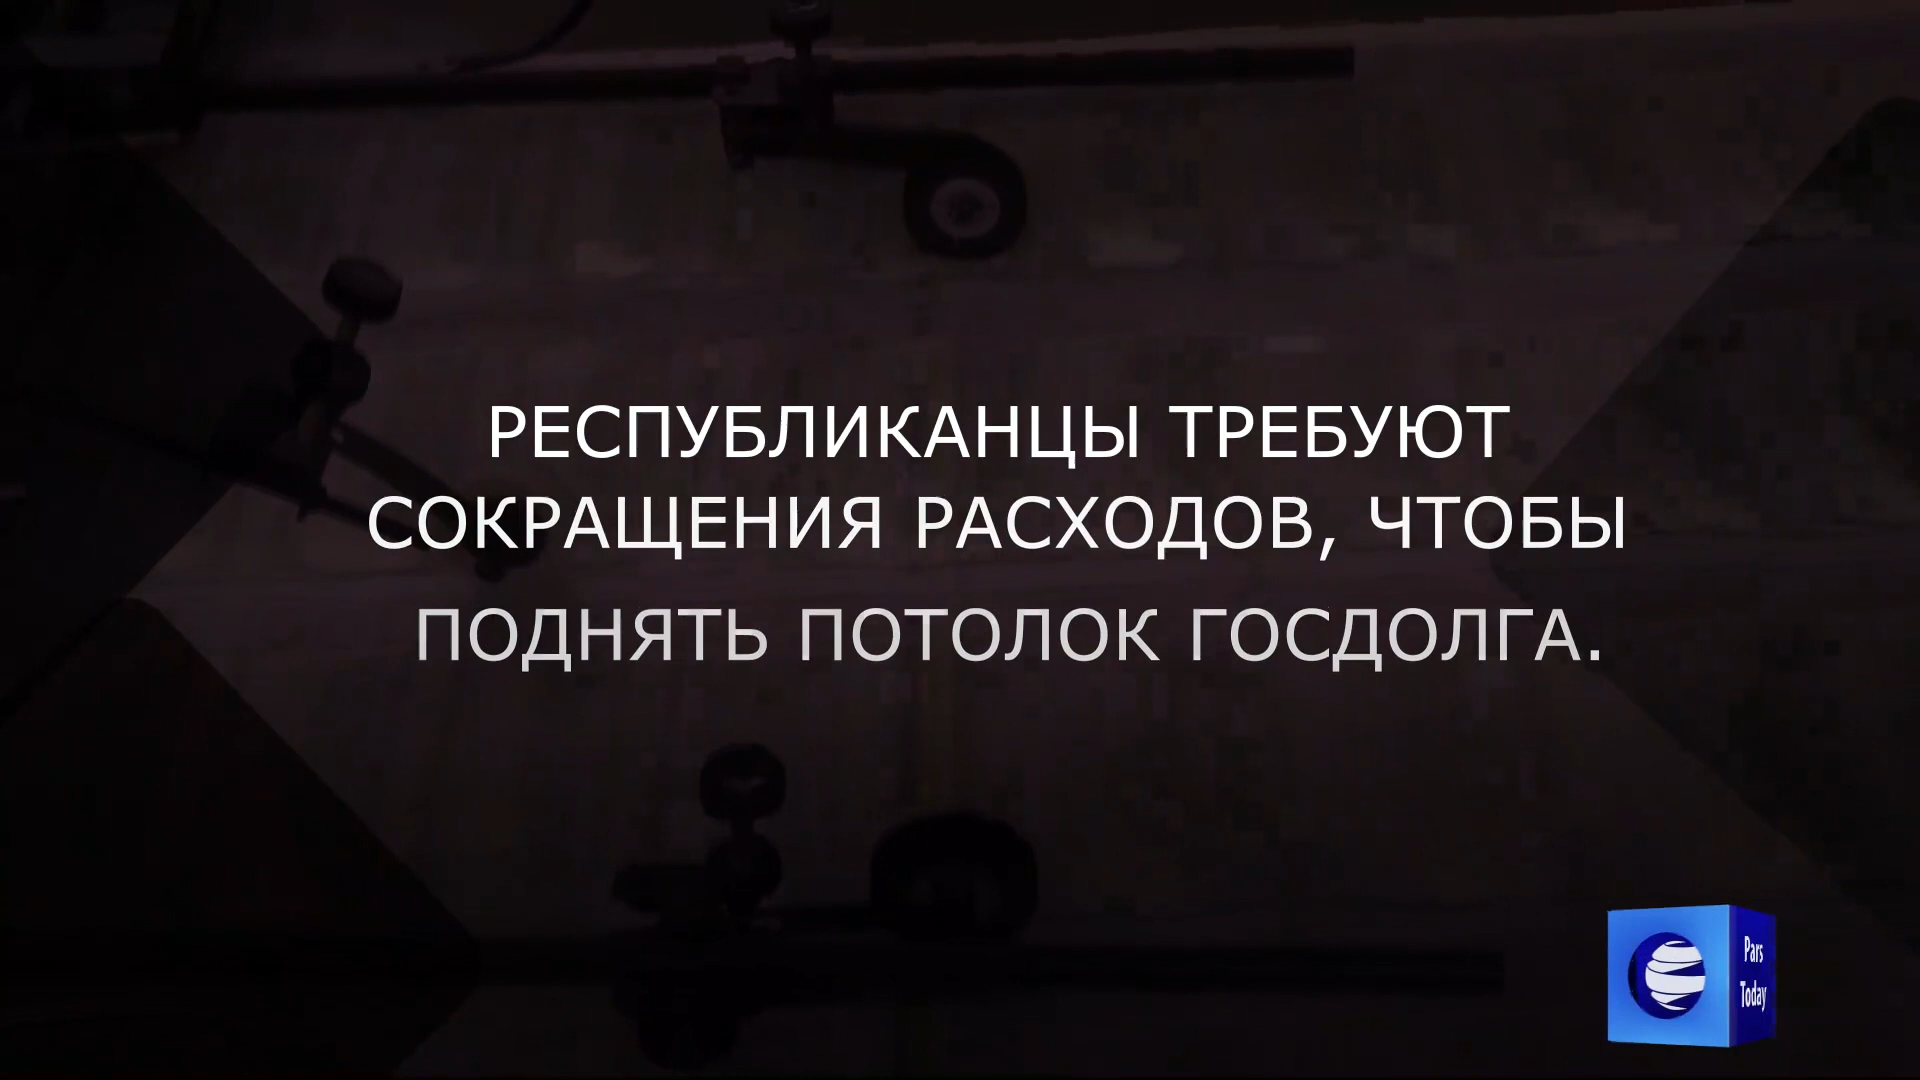 РЕСПУБЛИКАНЦЫ ТРЕБУЮТ
СОКРАЩЕНИЯ РАСХОДОВ, ЧТОБЫ
ПОДНЯТЬ ПОТОЛОК ГОСДОЛГА.
Pars
Today